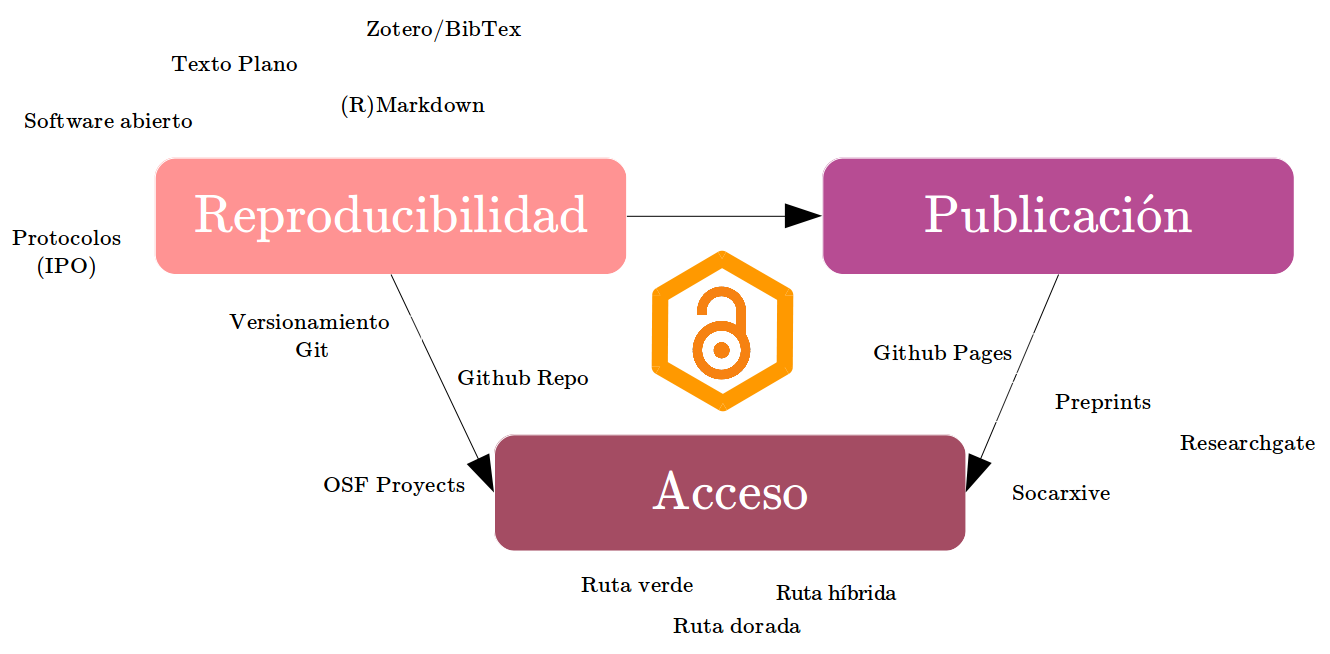 Zotero/BibTex
Texto Plano
(R)Markdown
Software abierto
Reproducibilidad
Publicación
Protocolos
(IPO)
Versionamiento
Git
Github Repo
Github Pages
Preprints
Researchgate
OSF Proyects
Acceso
Socarxive
Ruta verde
Ruta híbrida
Ruta dorada